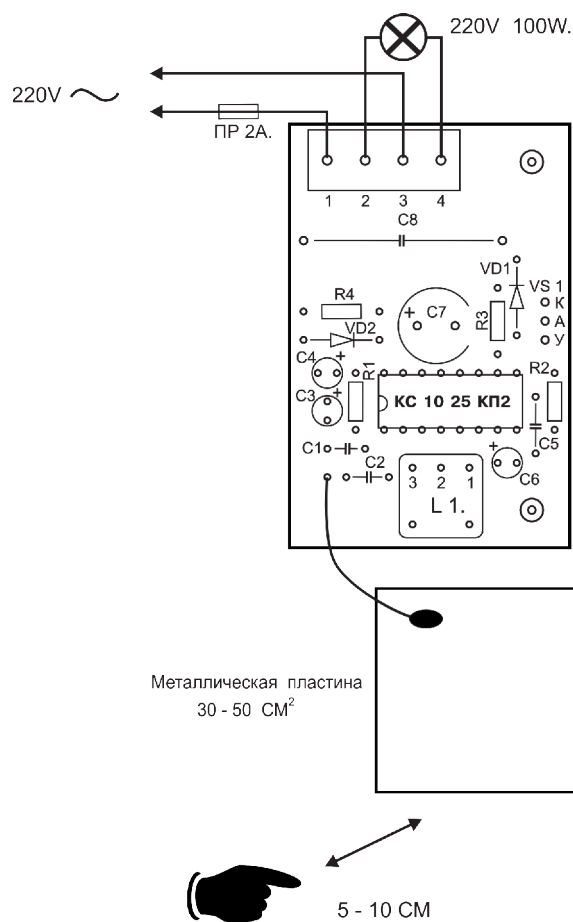 220V 100W.
220V
ПР 2А.
1 2 3 4
C8
VD1
VS 1
К
А
У
R4
C7
+
R3
VD2
C4
+
C3
+
R1
КС 10 25 КП2
R2
C1
C2
+
C6
C5
3 2 1
L 1.
Металлическая пластина
30 - 50 СМ²
5 - 10 СМ